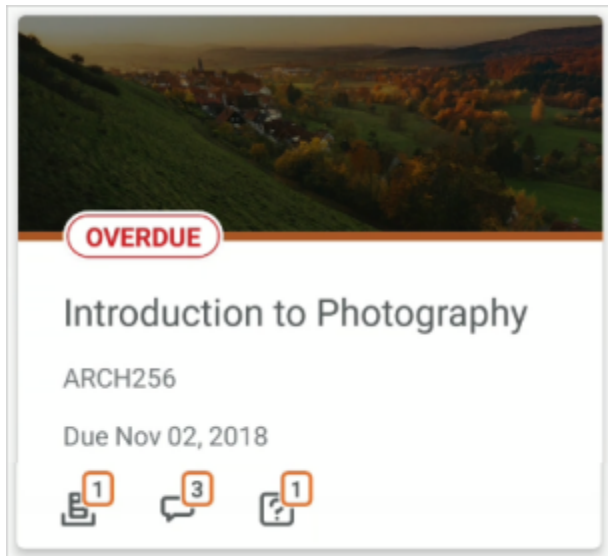 OVERDUE
Introduction to Photography
ARCH256
Due Nov 02, 2018
1 3 1